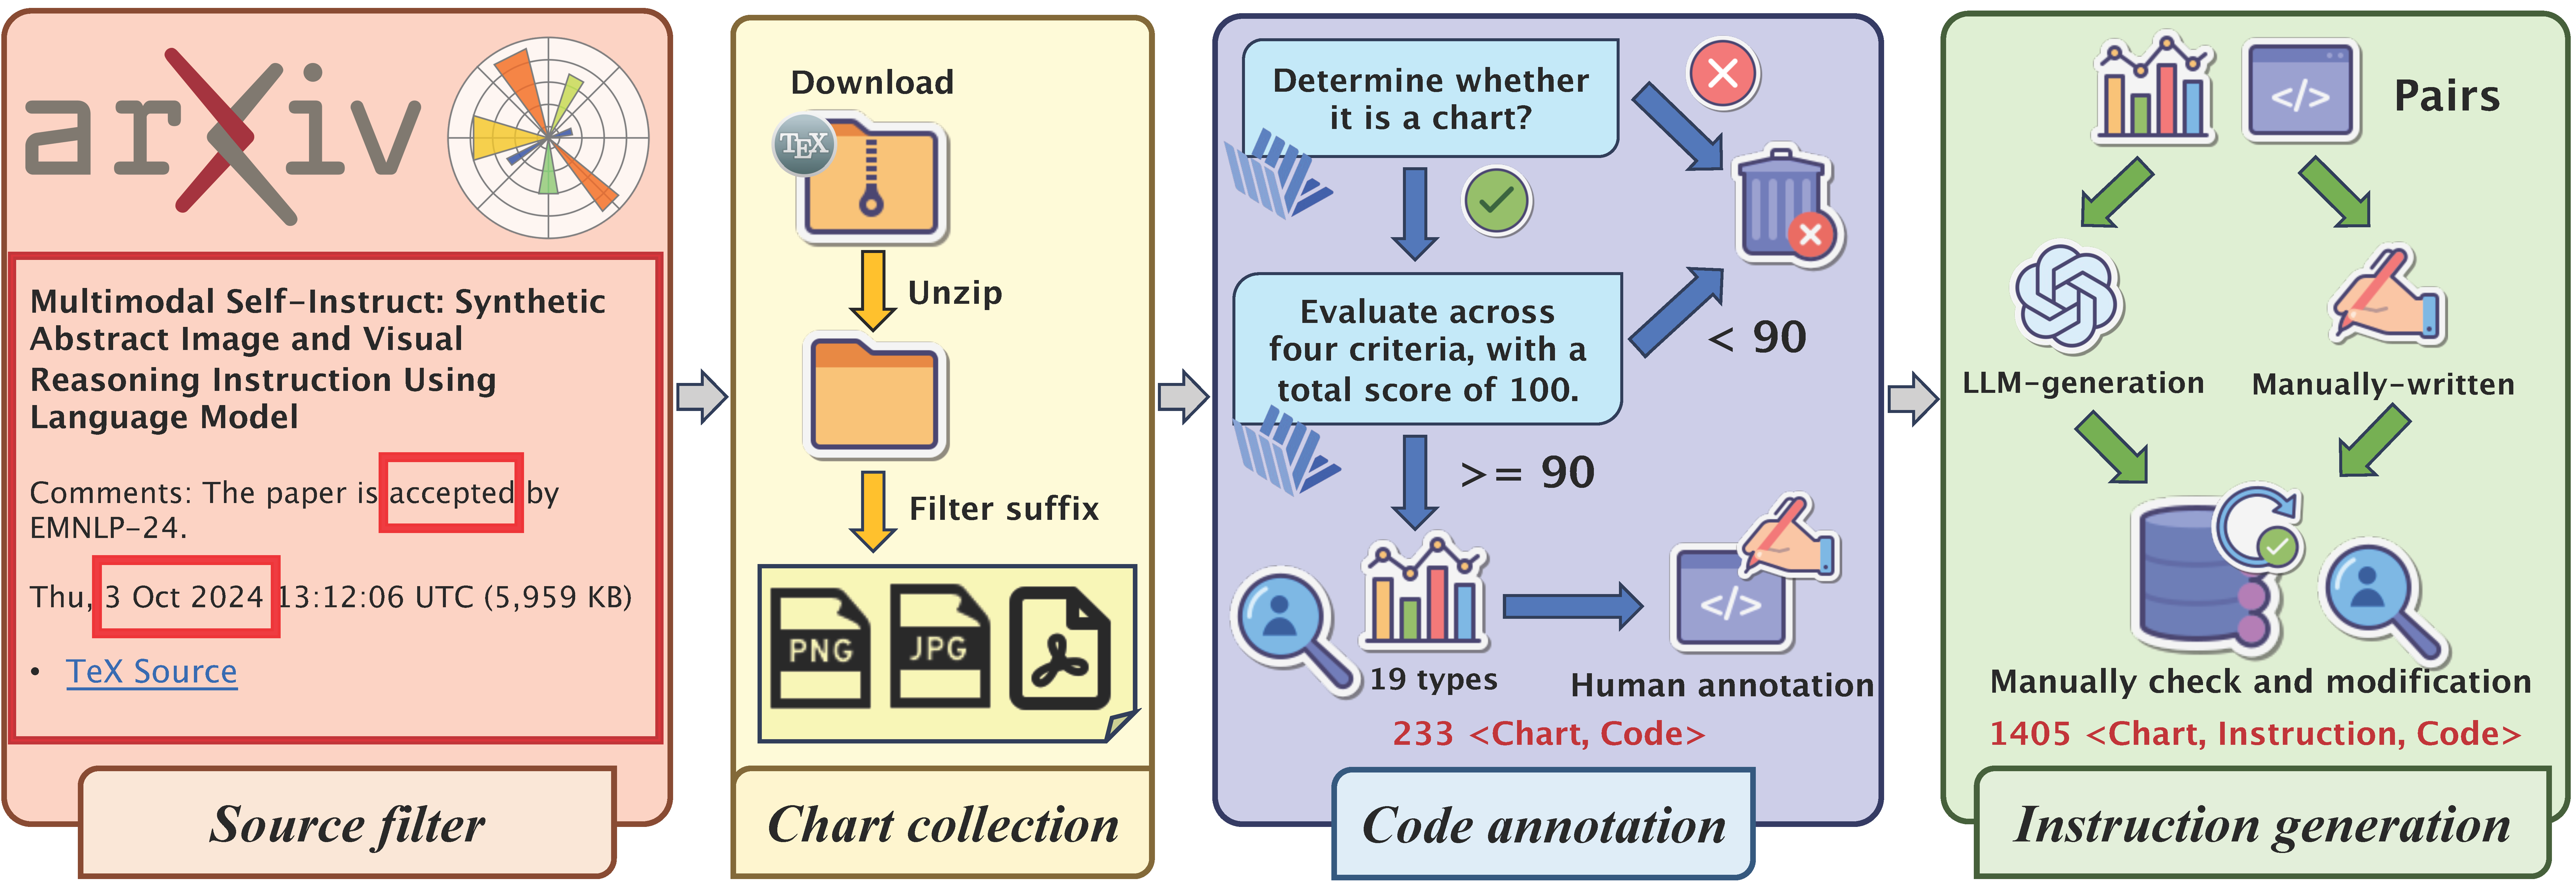 arXiv
Multimodal Self-Instruct: Synthetic
Abstract Image and Visual
Reasoning Instruction Using
Language Model
Comments: The paper is accepted by
EMNLP-24.
Thu, 3 Oct 2024 13:12:06 UTC (5,959 KB)
• TeX Source
Source filter
Download
TEX
Unzip
Filter suffix
PNG
JPG
Chart collection
Determine whether
it is a chart?
Evaluate across
four criteria, with a
total score of 100.
< 90
>= 90
</>
19 types
Human annotation
233 <Chart, Code>
Code annotation
</>
Pairs
LLM-generation
Manually-written
Manually check and modification
1405 <Chart, Instruction, Code>
Instruction generation